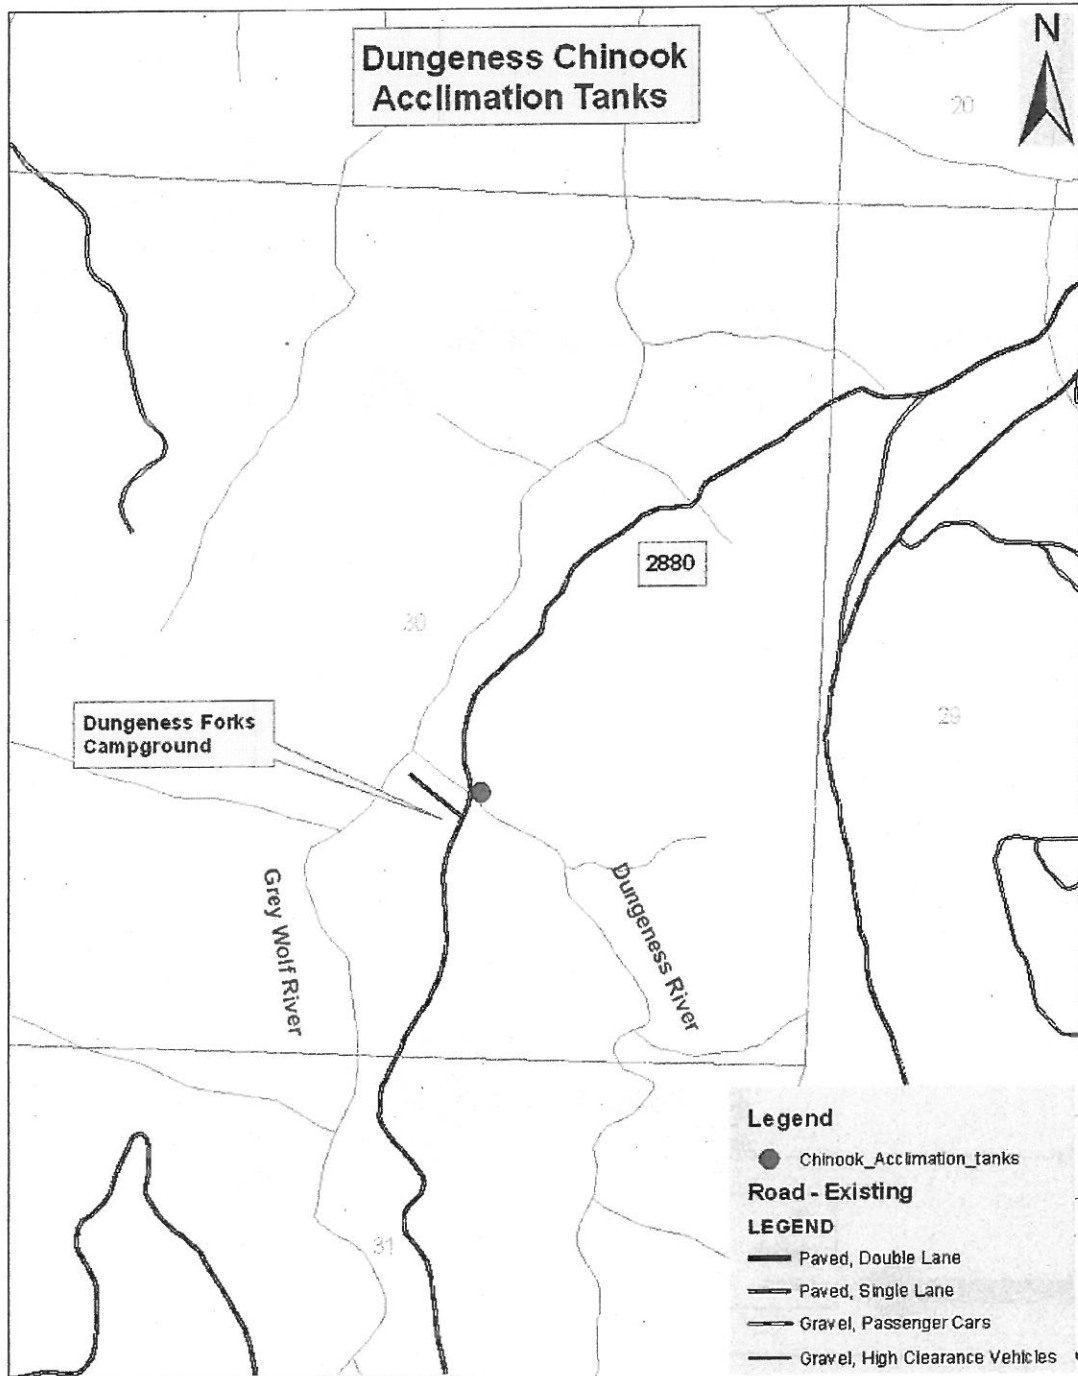 Dungeness Chinook
Acclimation Tanks
N
20
2880
30
29
Dungeness Forks
Campground
Grey Wolf River
Dungeness River
31
Legend
Chinook_Acclimation_tanks
Road - Existing
LEGEND
Paved, Double Lane
Paved, Single Lane
Gravel, Passenger Cars
Gravel, High Clearance Vehicles